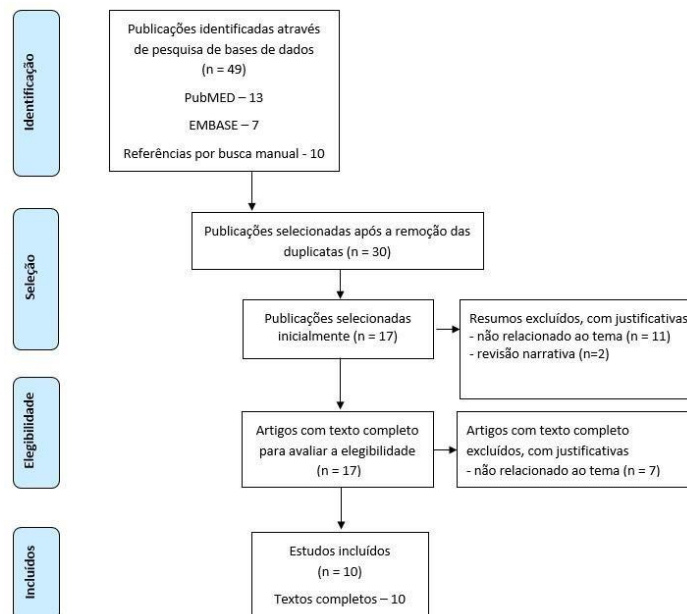 Identificação
Publicações identificadas através
de pesquisa de bases de dados
(n = 49)
PubMED – 13
EMBASE – 7
Referências por busca manual - 10
Seleção
Publicações selecionadas após a remoção das
duplicatas (n = 30)
Publicações selecionadas
inicialmente (n = 17)
Resumos excluídos, com justificativas
- não relacionado ao tema (n = 11)
- revisão narrativa (n=2)
Elegibilidade
Artigos com texto completo
para avaliar a elegibilidade
(n = 17)
Artigos com texto completo
excluídos, com justificativas
- não relacionado ao tema (n = 7)
Incluídos
Estudos incluídos
(n = 10)
Textos completos – 10